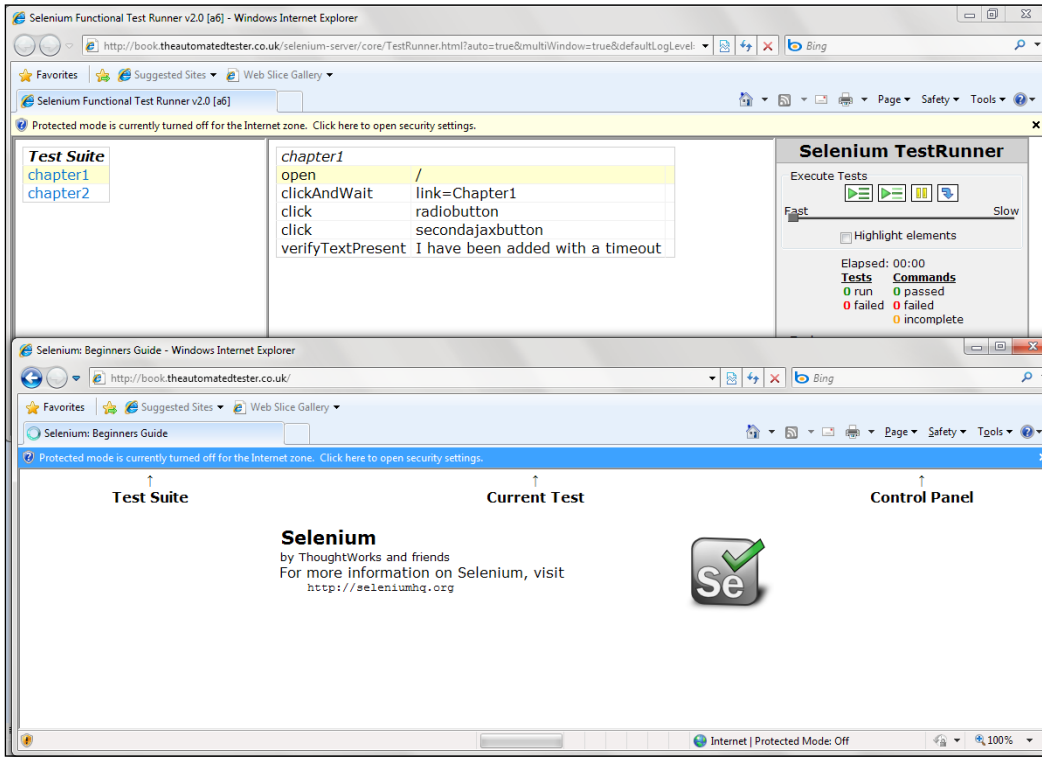 Selenium Functional Test Runner v2.0 [a6] - Windows Internet Explorer
http://book.theautomatedtester.co.uk/selenium-server/core/TestRunner.html?auto=true&multiWindow=true&defaultLogLevel:
Bing
Favorites Suggested Sites Web Slice Gallery
Selenium Functional Test Runner v2.0 [a6] Page Safety Tools
Protected mode is currently turned off for the Internet zone. Click here to open security settings.
Test Suite
chapter1
chapter2
chapter1
open /
clickAndWait link=Chapter1
click radiobutton
click secondajaxbutton
verifyTextPresent I have been added with a timeout
Selenium TestRunner
Execute Tests
Fast Slow
Highlight elements
Elapsed: 00:00
Tests Commands
0 run 0 passed
0 failed 0 failed
0 incomplete
Selenium: Beginners Guide - Windows Internet Explorer
http://book.theautomatedtester.co.uk/
Bing
Favorites Suggested Sites Web Slice Gallery
Selenium: Beginners Guide Page Safety Tools
Protected mode is currently turned off for the Internet zone. Click here to open security settings.
Test Suite Current Test Control Panel
Selenium
by ThoughtWorks and friends
For more information on Selenium, visit
http://seleniumhq.org
Se
Internet | Protected Mode: Off 100%